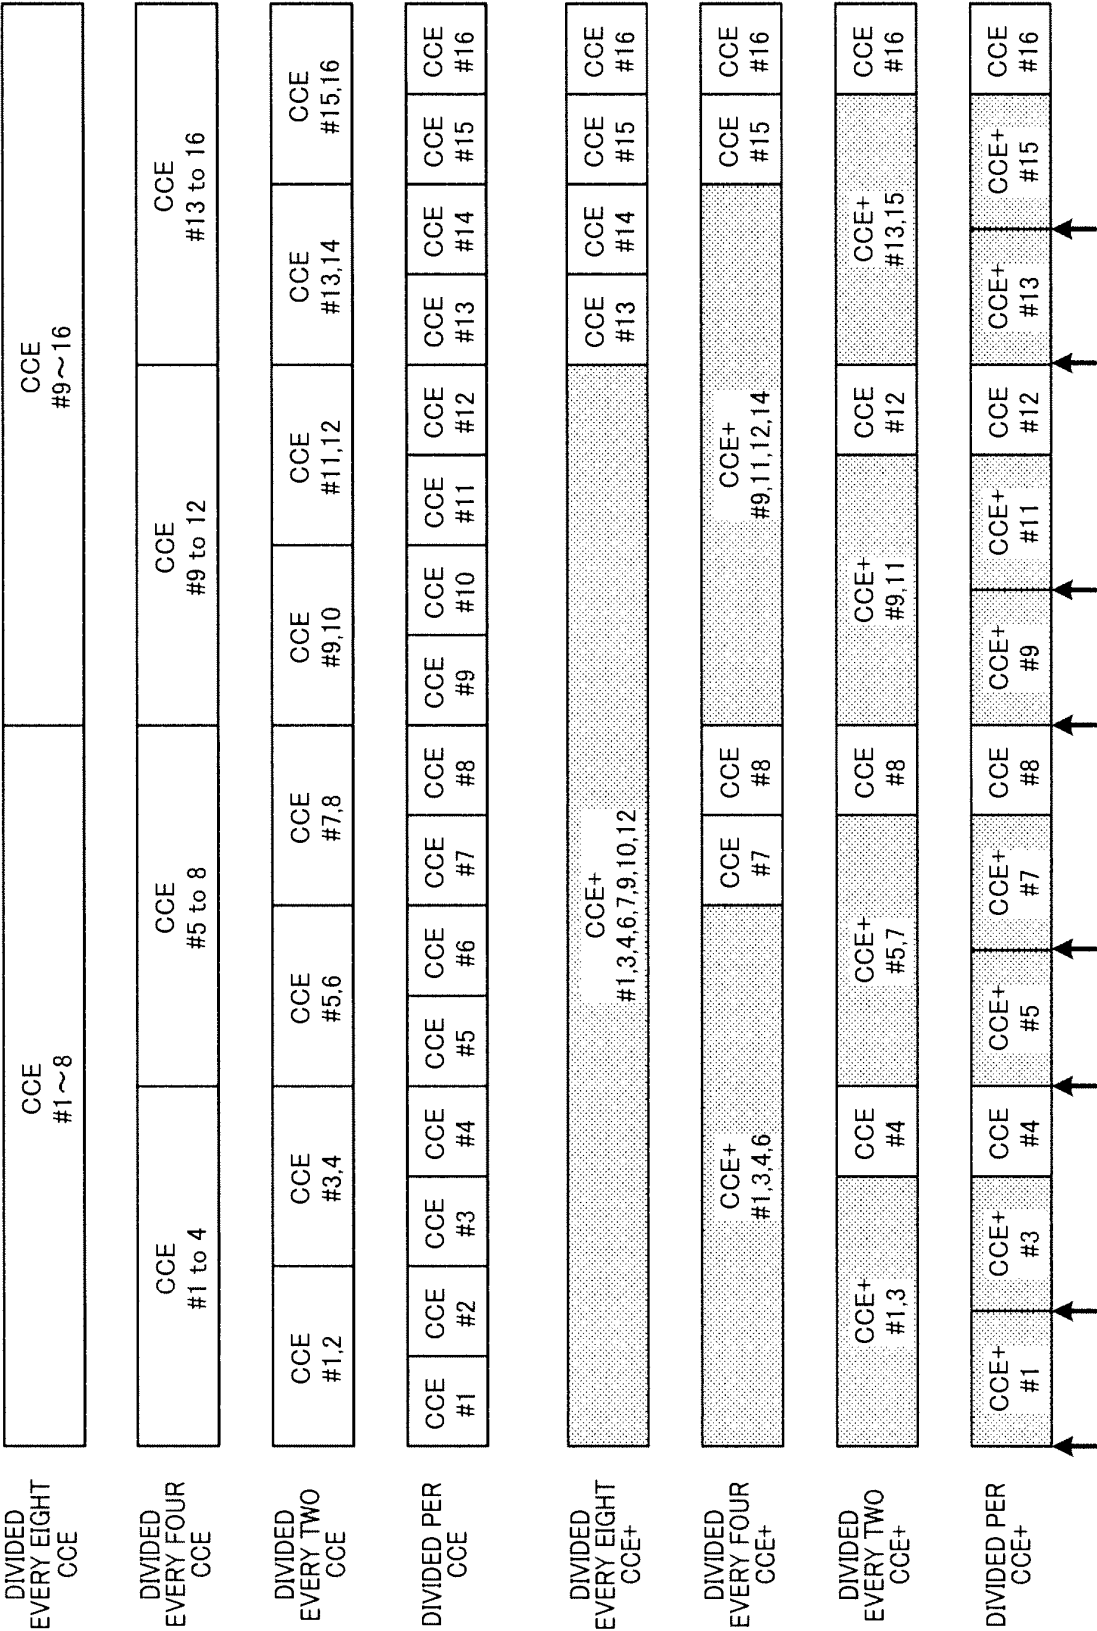 DIVIDED
EVERY EIGHT
CCE
CCE
#1～8
CCE
#9～16
DIVIDED
EVERY FOUR
CCE
CCE
#1 to 4
CCE
#5 to 8
CCE
#9 to 12
CCE
#13 to 16
DIVIDED
EVERY TWO
CCE
CCE
#1,2
CCE
#3,4
CCE
#5,6
CCE
#7,8
CCE
#9,10
CCE
#11,12
CCE
#13,14
CCE
#15,16
DIVIDED PER
CCE
CCE
#1
CCE
#2
CCE
#3
CCE
#4
CCE
#5
CCE
#6
CCE
#7
CCE
#8
CCE
#9
CCE
#10
CCE
#11
CCE
#12
CCE
#13
CCE
#14
CCE
#15
CCE
#16
DIVIDED
EVERY EIGHT
CCE+
CCE+
#1,3,4,6,7,9,10,12
CCE
#13
CCE
#14
CCE
#15
CCE
#16
DIVIDED
EVERY FOUR
CCE+
CCE+
#1,3,4,6
CCE
#7
CCE
#8
CCE+
#9,11,12,14
CCE
#15
CCE
#16
DIVIDED
EVERY TWO
CCE+
CCE+
#1,3
CCE
#4
CCE+
#5,7
CCE
#8
CCE+
#9,11
CCE
#12
CCE+
#13,15
CCE
#16
DIVIDED PER
CCE+
CCE+
#1
CCE+
#3
CCE
#4
CCE+
#5
CCE+
#7
CCE
#8
CCE+
#9
CCE+
#11
CCE
#12
CCE+
#13
CCE+
#15
CCE
#16